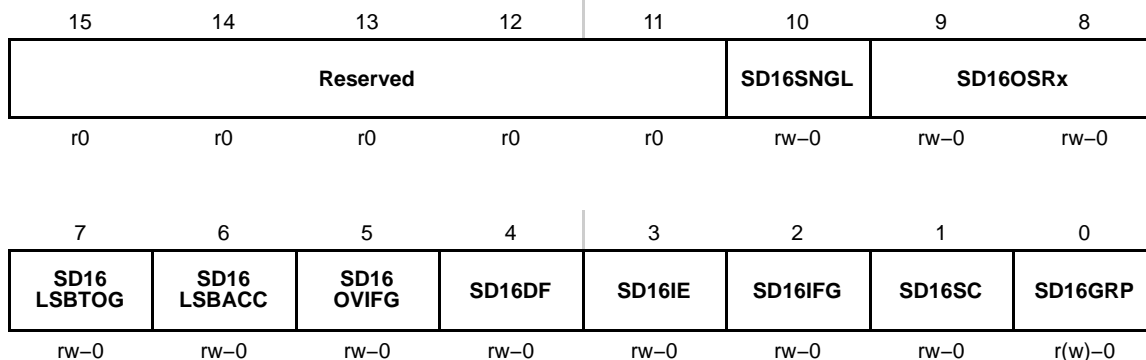 15 14 13 12 11 10 9 8
Reserved SD16SNGL SD16OSRx
r0 r0 r0 r0 r0 rw−0 rw−0 rw−0
7 6 5 4 3 2 1 0
SD16 LSBTOG SD16 LSBACC SD16 OVIFG SD16DF SD16IE SD16IFG SD16SC SD16GRP
rw−0 rw−0 rw−0 rw−0 rw−0 rw−0 rw−0 r(w)−0